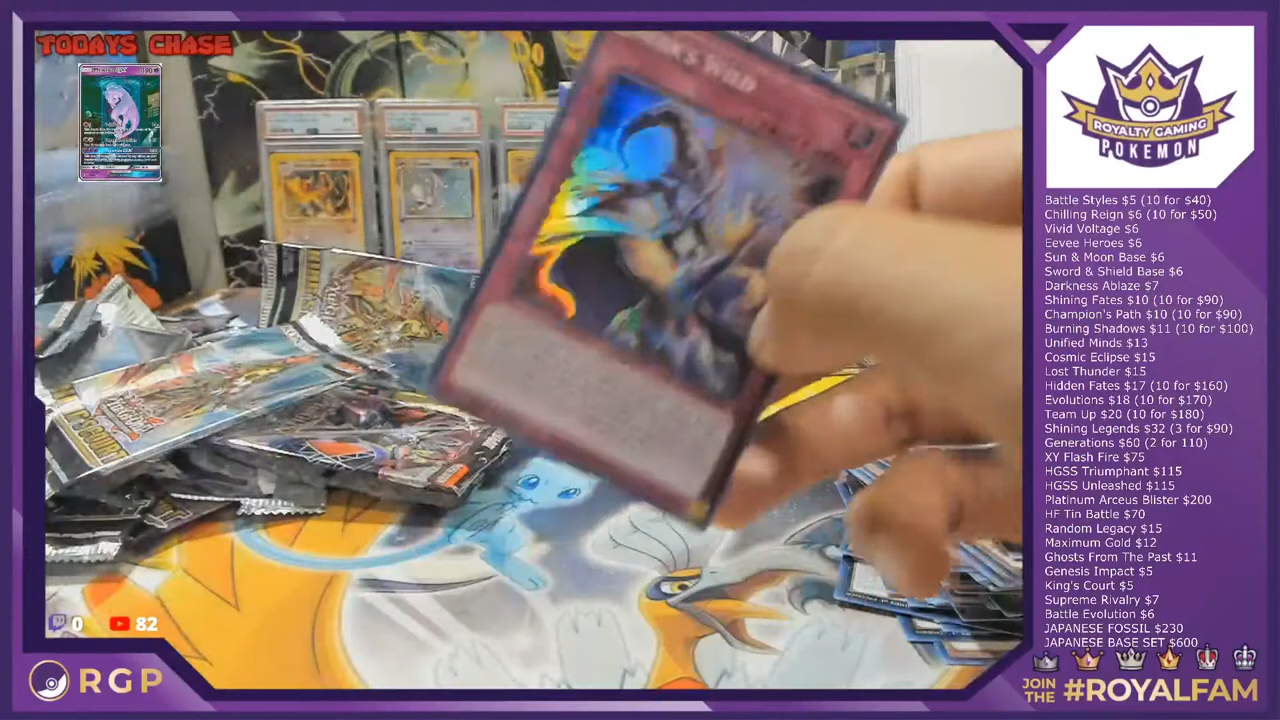 TODAYS CHASE
ROYALTY GAMING
POKEMON
Battle Styles $5 (10 for $40)
Chilling Reign $6 (10 for $50)
Vivid Voltage $6
Eevee Heroes $6
Sun & Moon Base $6
Sword & Shield Base $6
Darkness Ablaze $7
Shining Fates $10 (10 for $90)
Champion's Path $10 (10 for $90)
Burning Shadows $11 (10 for $100)
Unified Minds $13
Cosmic Eclipse $15
Lost Thunder $15
Hidden Fates $17 (10 for $160)
Evolutions $18 (10 for $170)
Team Up $20 (10 for $180)
Shining Legends $32 (3 for $90)
Generations $60 (2 for 110)
XY Flash Fire $75
HGSS Triumphant $115
HGSS Unleashed $115
Platinum Arceus Blister $200
HF Tin Battle $70
Random Legacy $15
Maximum Gold $12
Ghosts From The Past $11
Genesis Impact $5
King's Court $5
Supreme Rivalry $7
Battle Evolution $6
JAPANESE FOSSIL $230
JAPANESE BASE SET $600
WILD
0
82
RGP
JOIN
THE
#ROYALFAM